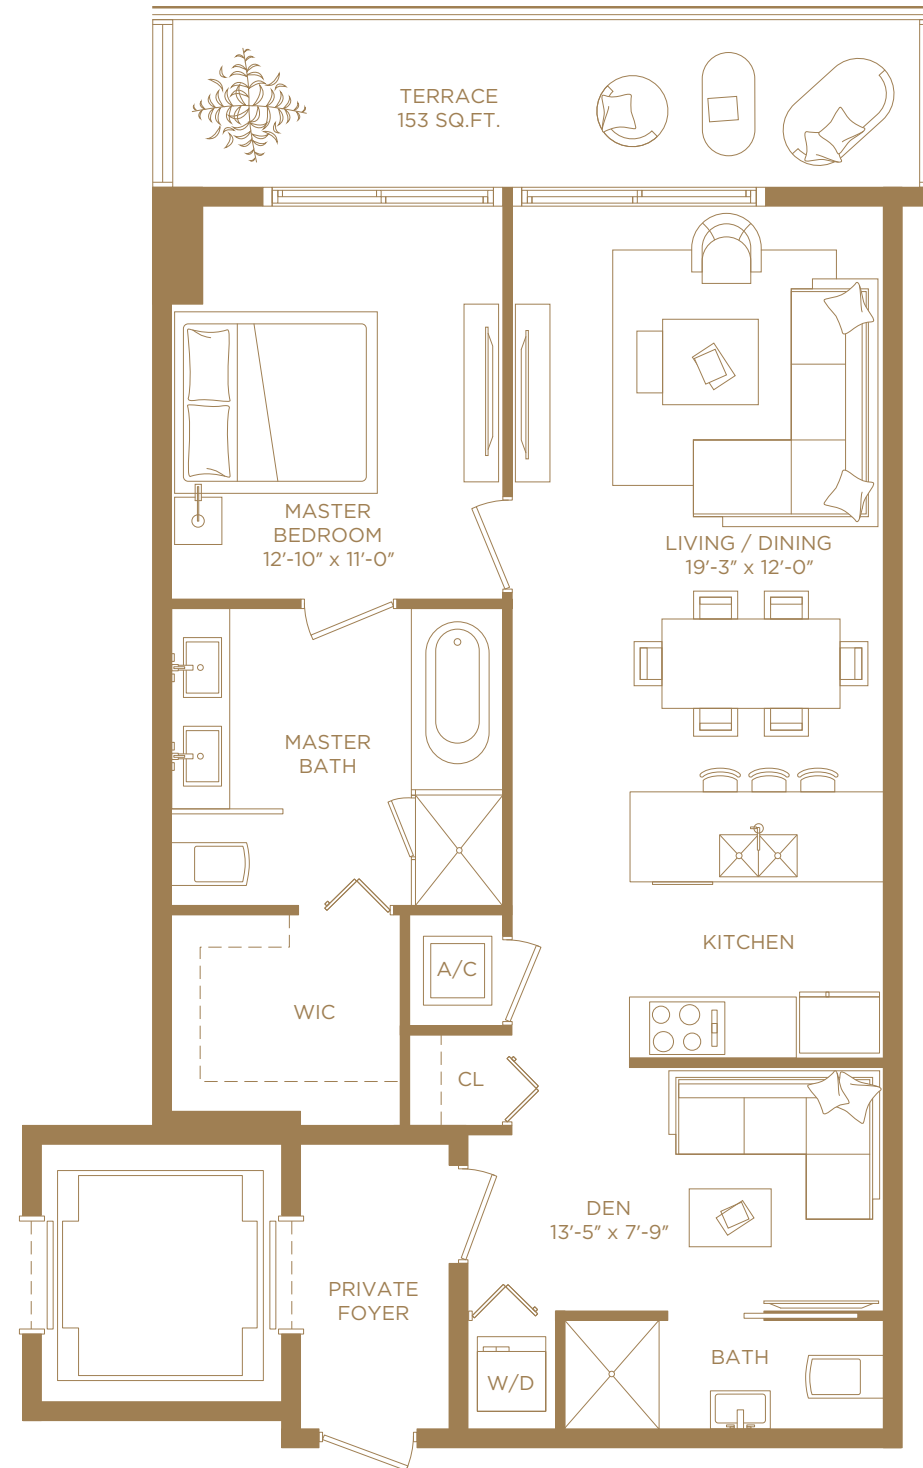 TERRACE
153 SQ.FT.
MASTER
BEDROOM
12'-10" x 11'-0"
LIVING / DINING
19'-3" x 12'-0"
MASTER
BATH
KITCHEN
A/C
WIC
CL
DEN
13'-5" x 7'-9"
PRIVATE
FOYER
BATH
W/D